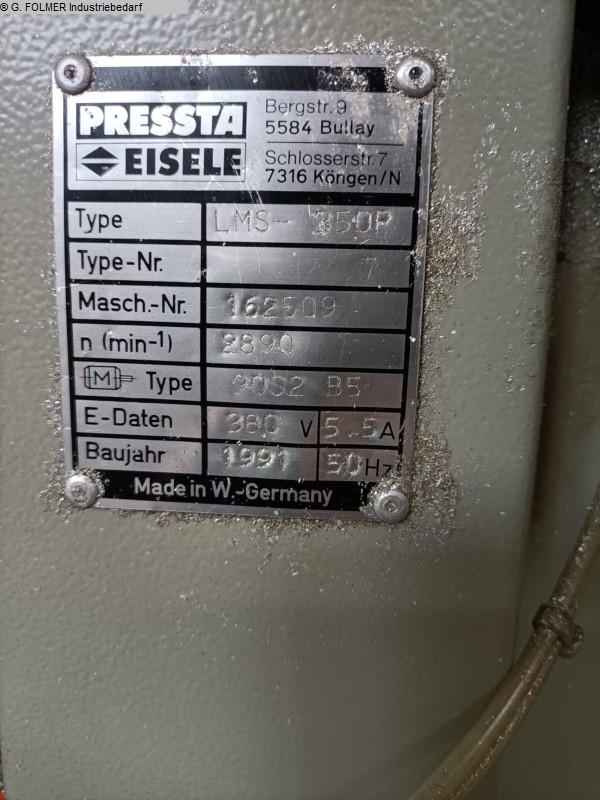 © G. FOLMER Industriebedarf
PRESSTA
EISELE
Bergstr. 9
5584 Bullay
Schlosserstr. 7
7316 Köngen/N
Type LMS- 350P
Type-Nr.
Masch.-Nr. 162509
n (min-1) 2890
M Type 90S2 B5
E-Daten 380 V 5.5A
Baujahr 1991 50Hz
Made in W.-Germany